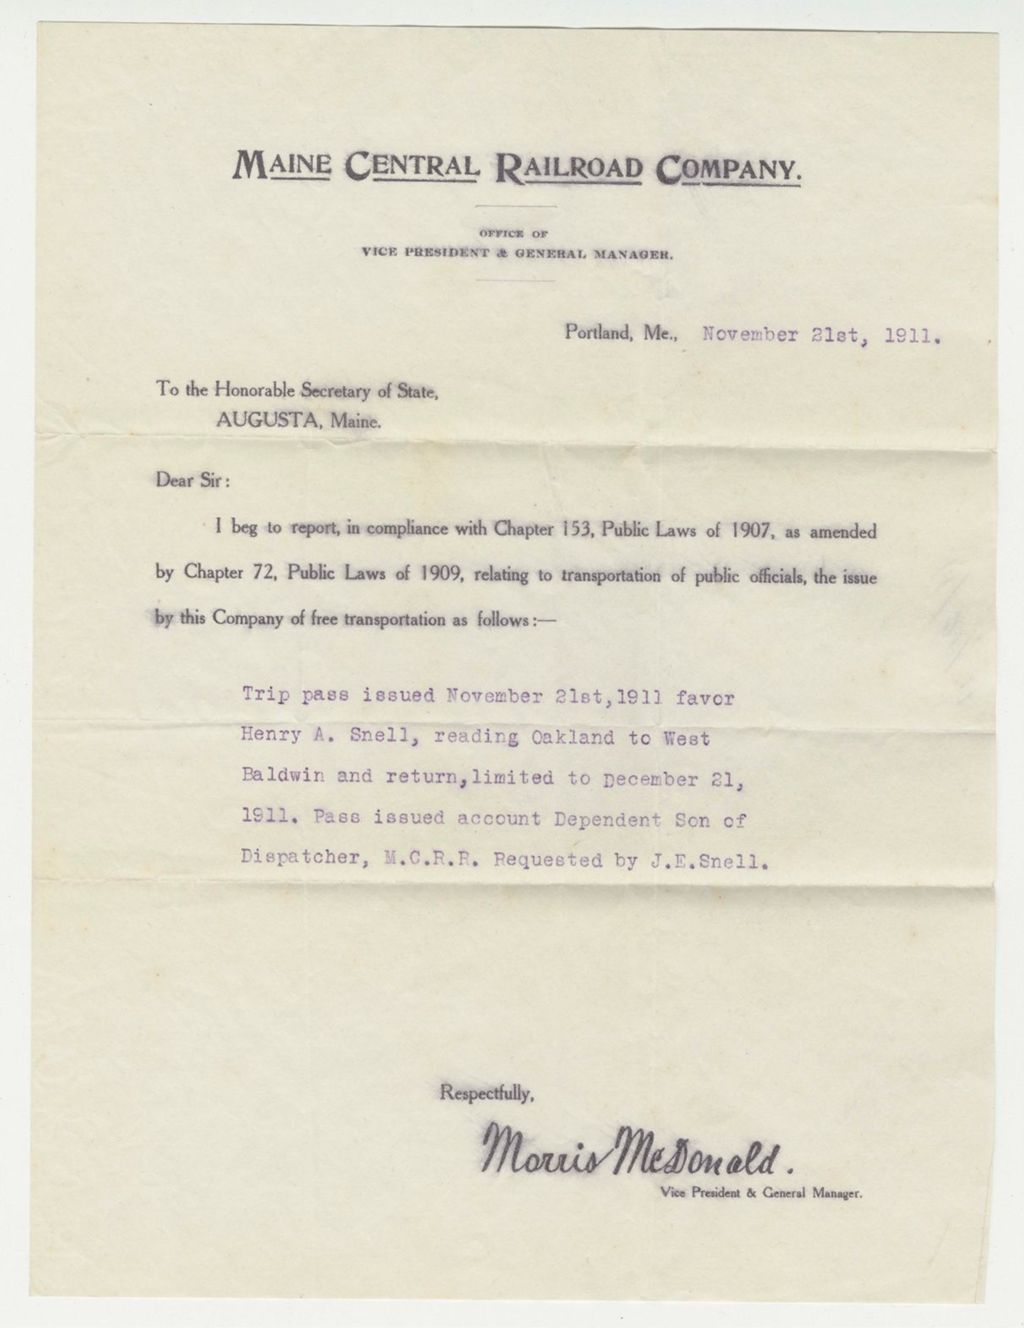 MAINE CENTRAL RAILROAD COMPANY.
OFFICE OF
VICE PRESIDENT & GENERAL MANAGER.
Portland, Me., November 21st, 1911.
To the Honorable Secretary of State,
AUGUSTA, Maine.
Dear Sir:
I beg to report, in compliance with Chapter 153, Public Laws of 1907, as amended
by Chapter 72, Public Laws of 1909, relating to transportation of public officials, the issue
by this Company of free transportation as follows:—
Trip pass issued November 21st,1911 favor
Henry A. Snell, reading Oakland to West
Baldwin and return,limited to December 21,
1911. Pass issued account Dependent Son of
Dispatcher, M.C.R.R. Requested by J.E.Snell.
Respectfully,
Morris McDonald.
Vice President & General Manager.